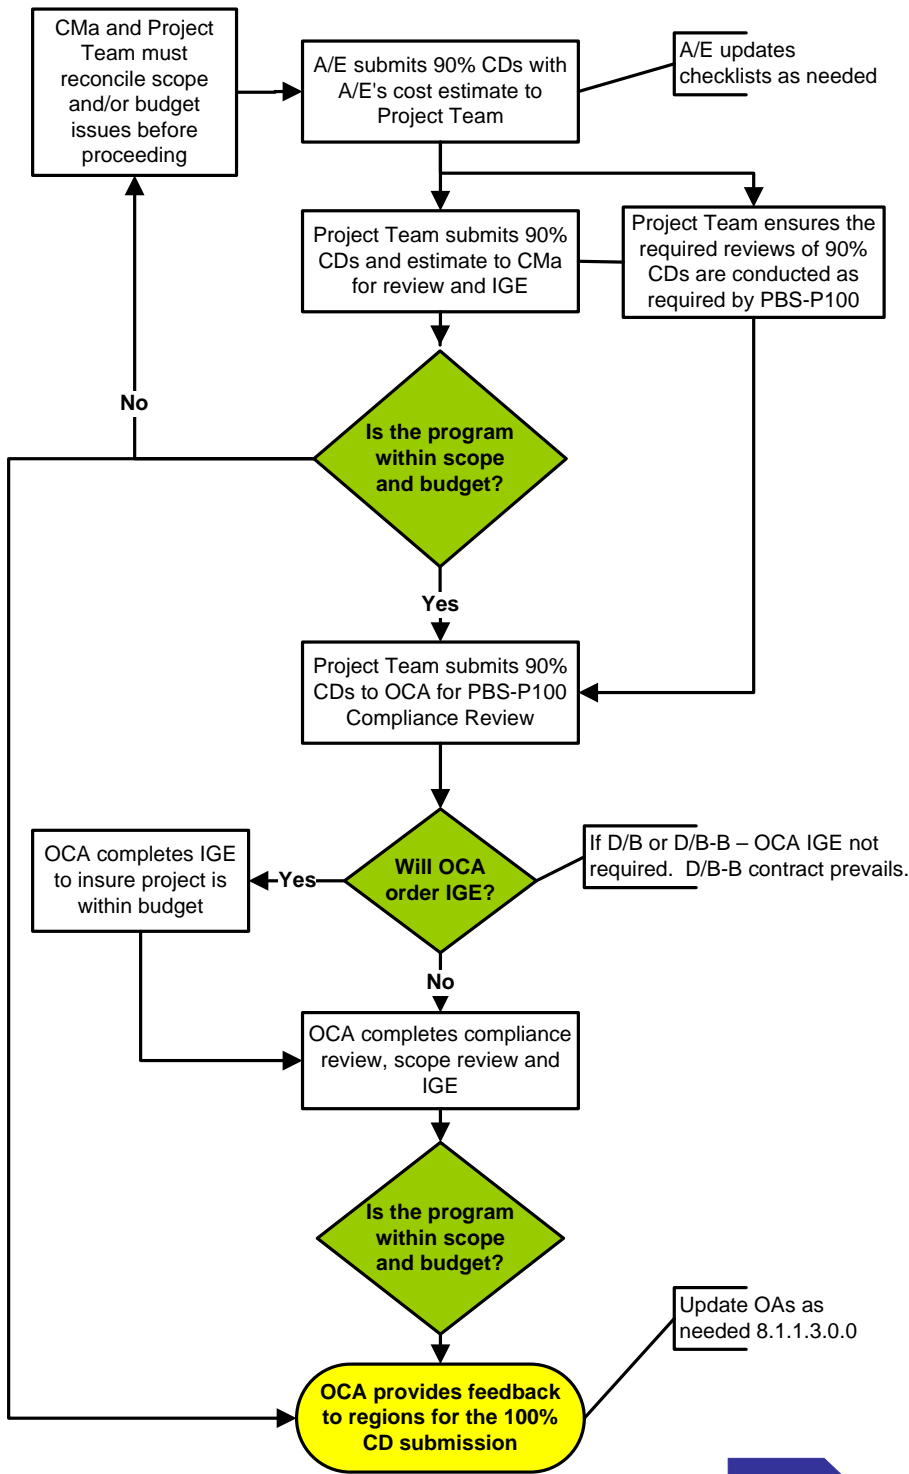 CMa and Project
Team must
reconcile scope
and/or budget
issues before
proceeding
A/E submits 90% CDs with
A/E's cost estimate to
Project Team
A/E updates
checklists as needed
Project Team submits 90%
CDs and estimate to CMa
for review and IGE
Project Team ensures the
required reviews of 90%
CDs are conducted as
required by PBS-P100
No
Is the program
within scope
and budget?
Yes
Project Team submits 90%
CDs to OCA for PBS-P100
Compliance Review
OCA completes IGE
to insure project is
within budget
Yes
Will OCA
order IGE?
If D/B or D/B-B – OCA IGE not
required. D/B-B contract prevails.
No
OCA completes compliance
review, scope review and
IGE
Is the program
within scope
and budget?
Update OAs as
needed 8.1.1.3.0.0
OCA provides feedback
to regions for the 100%
CD submission